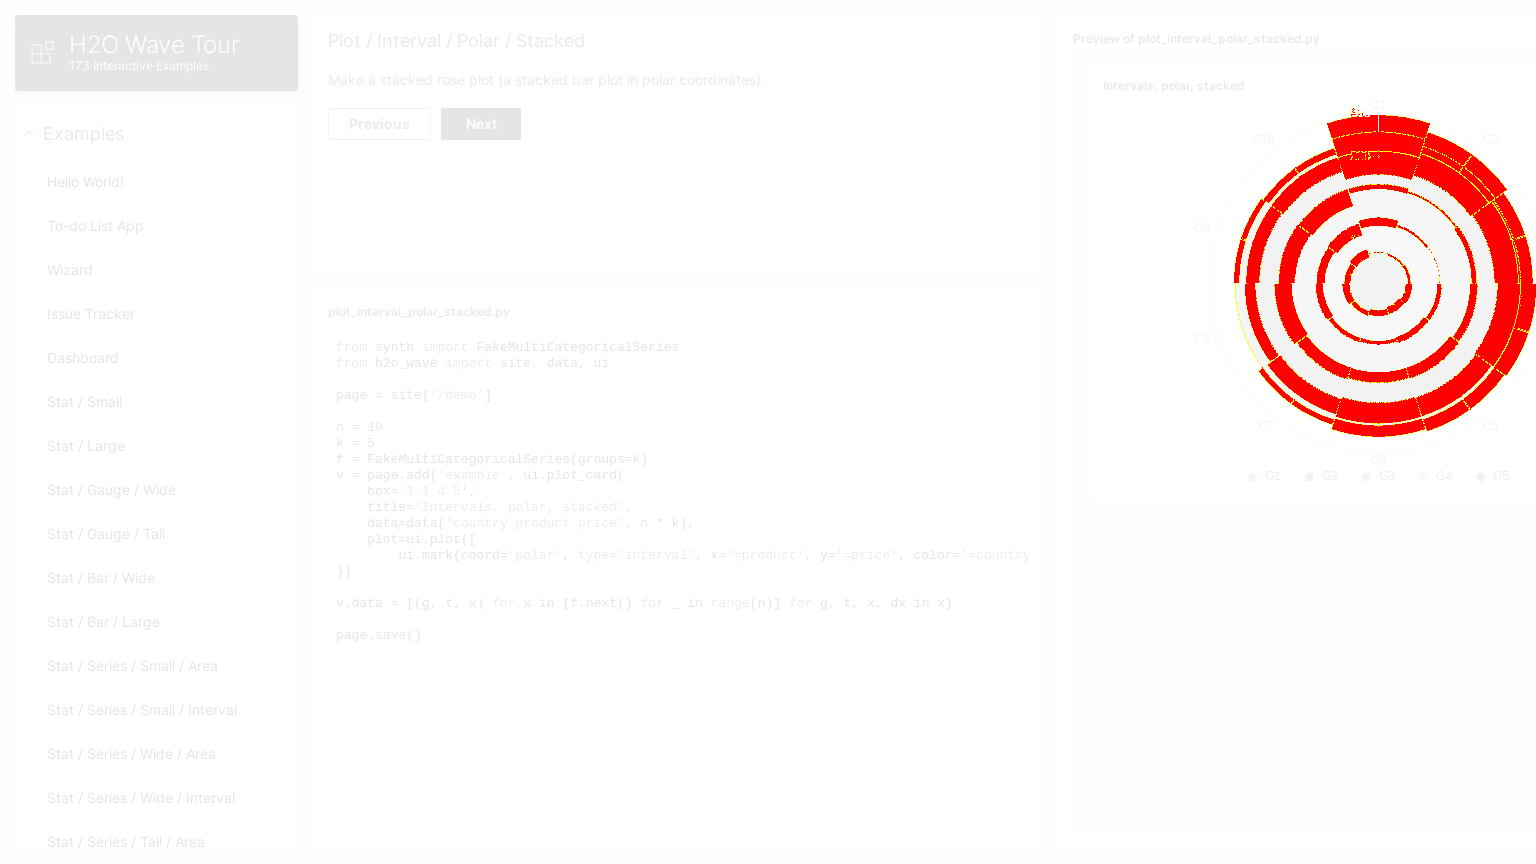 H2O Wave Tour
173 Interactive Examples
Examples
Hello World!
To-do List App
Wizard
Issue Tracker
Dashboard
Stat / Small
Stat / Large
Stat / Gauge / Wide
Stat / Gauge / Tall
Stat / Bar / Wide
Stat / Bar / Large
Stat / Series / Small / Area
Stat / Series / Small / Interval
Stat / Series / Wide / Area
Stat / Series / Wide / Interval
Stat / Series / Tall / Area
Plot / Interval / Polar / Stacked
Make a stacked rose plot (a stacked bar plot in polar coordinates).
Previous Next
plot_interval_polar_stacked.py
from synth import FakeMultiCategoricalSeries
from h2o_wave import site, data, ui
page = site['/demo']
n = 10
k = 5
f = FakeMultiCategoricalSeries(groups=k)
v = page.add('example', ui.plot_card(
    box='1 1 4 5',
    title='Intervals, polar, stacked',
    data=data('country product price', n * k),
    plot=ui.plot([
        ui.mark(coord='polar', type='interval', x='=product', y='=price', color='=country
))
v.data = [(g, t, x) for x in [f.next() for _ in range(n)] for g, t, x, dx in x]
page.save()
Preview of plot_interval_polar_stacked.py
Intervals, polar, stacked
C1
C10 C2
C9
C8
C7 C5
C6
G1 G2 G3 G4 G5